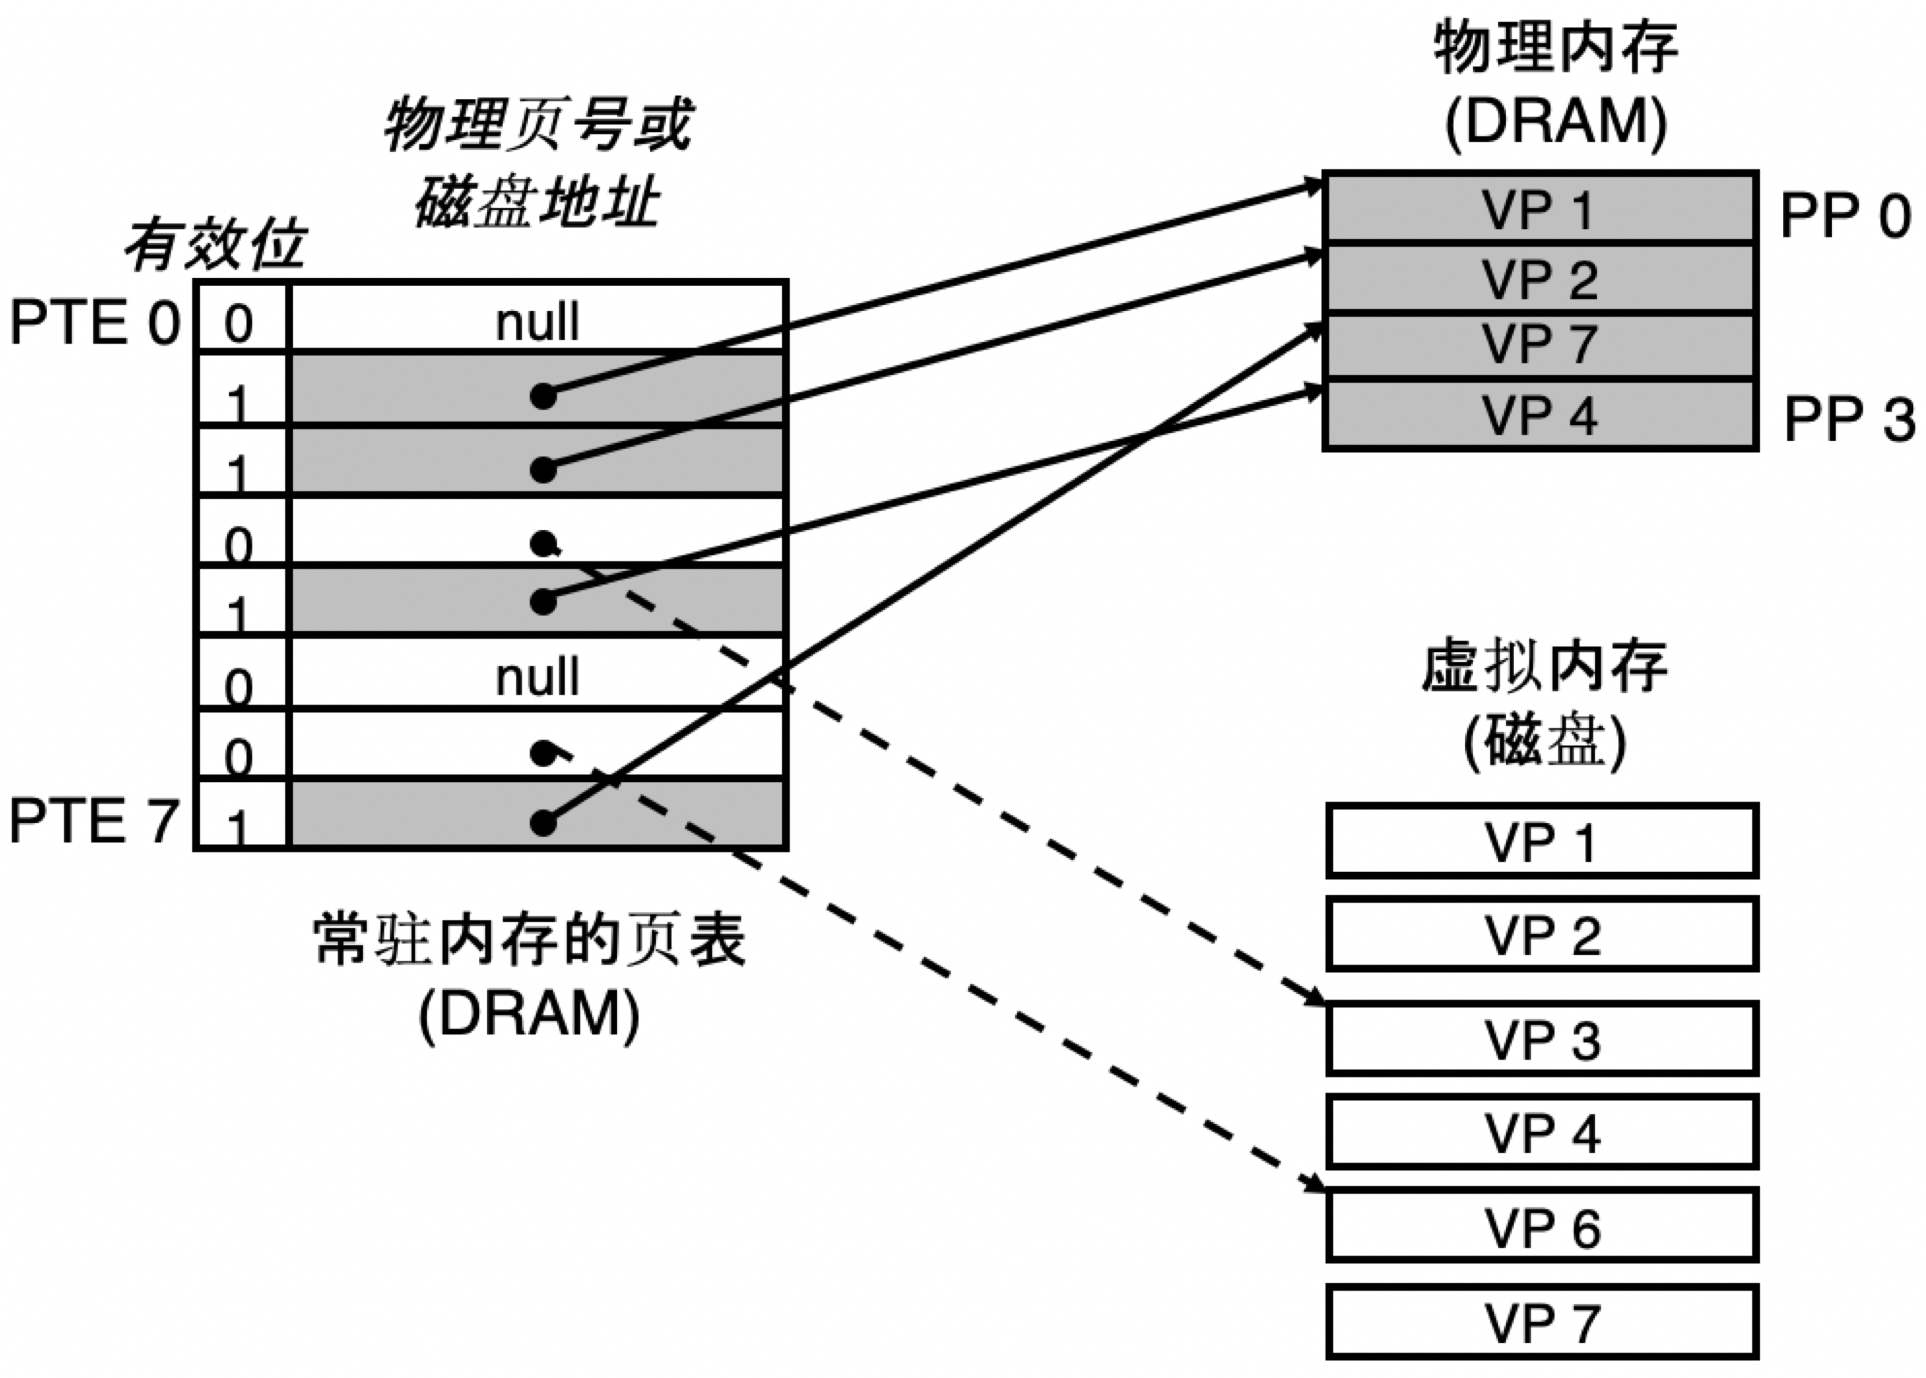 物理内存
(DRAM)
物理页号或
磁盘地址
有效位
VP 1
PP 0
VP 2
VP 7
VP 4
PP 3
PTE 0
0
null
1
1
0
1
0
null
0
PTE 7
1
常驻内存的页表
(DRAM)
虚拟内存
(磁盘)
VP 1
VP 2
VP 3
VP 4
VP 6
VP 7